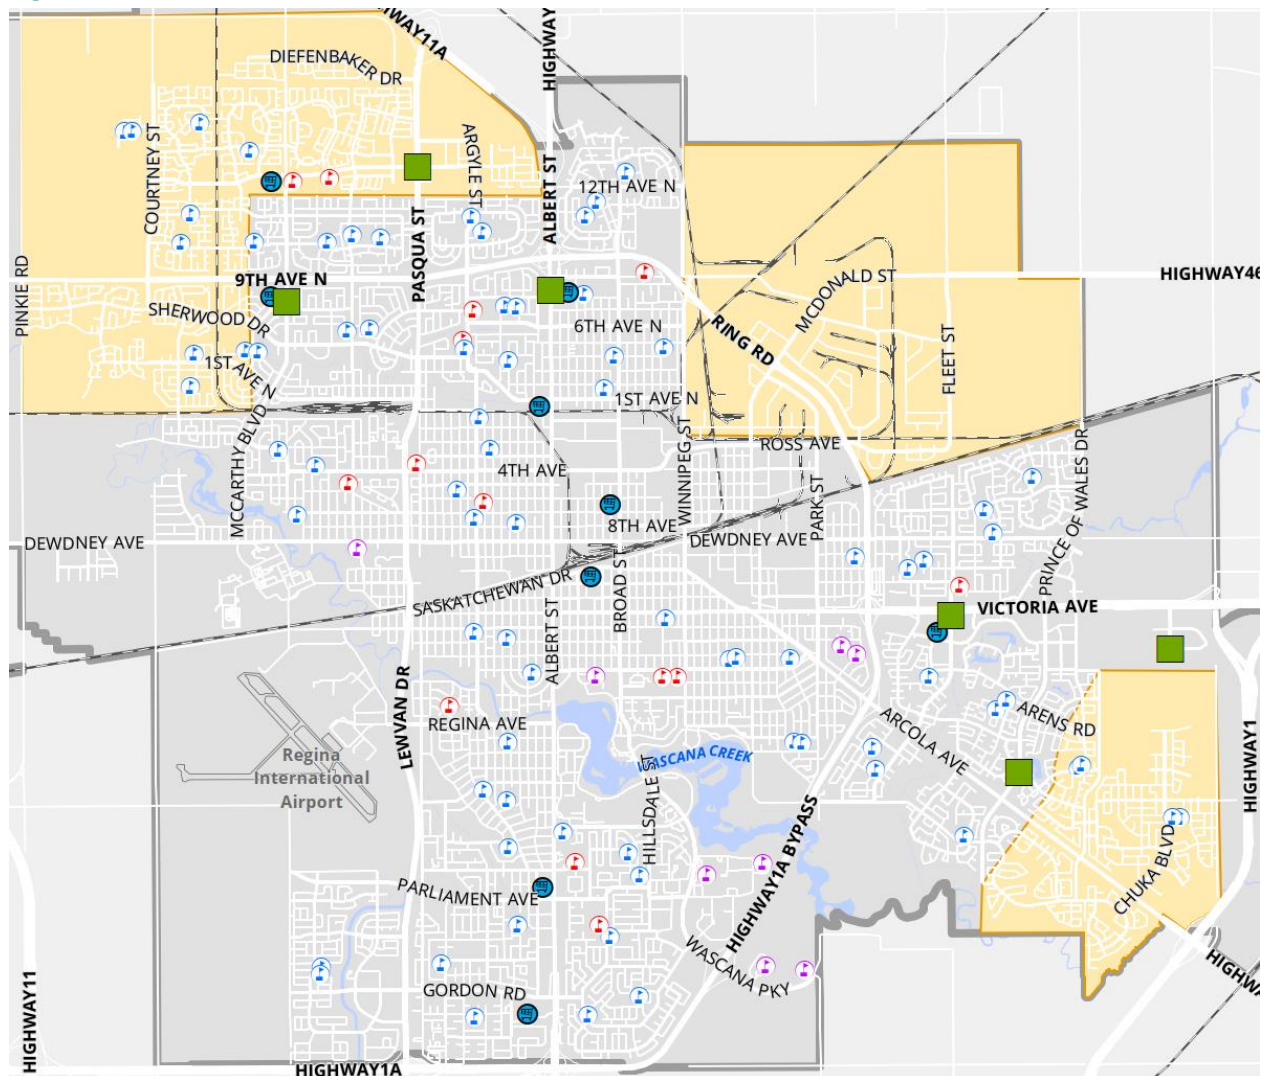 HIGHWAY11A
HIGHWAY
DIEFENBAKER DR
COURTNEY ST
ARGYLE ST
ALBERT ST
12TH AVE N
PASQUA ST
PINKIE RD
9TH AVE N
HIGHWAY46
MCDONALD ST
SHERWOOD DR
6TH AVE N
RING RD
FLEET ST
1ST AVE N
1ST AVE N
MCCARTHY BLVD
WINNIPEG ST
ROSS AVE
PRINCE OF WALES DR
4TH AVE
PARK ST
8TH AVE
DEWDNEY AVE
DEWDNEY AVE
SASKATCHEWAN DR
BROAD ST
VICTORIA AVE
ALBERT ST
LEWVAN DR
REGINA AVE
ARCOLA AVE
ARENS RD
Regina
International
Airport
WASCANA CREEK
HILLSDALE ST
HIGHWAY1
HIGHWAY1A BYPASS
CHUKA BLVD
PARLIAMENT AVE
WASCANA PKY
GORDON RD
HIGHWAY11
HIGHWAY1A